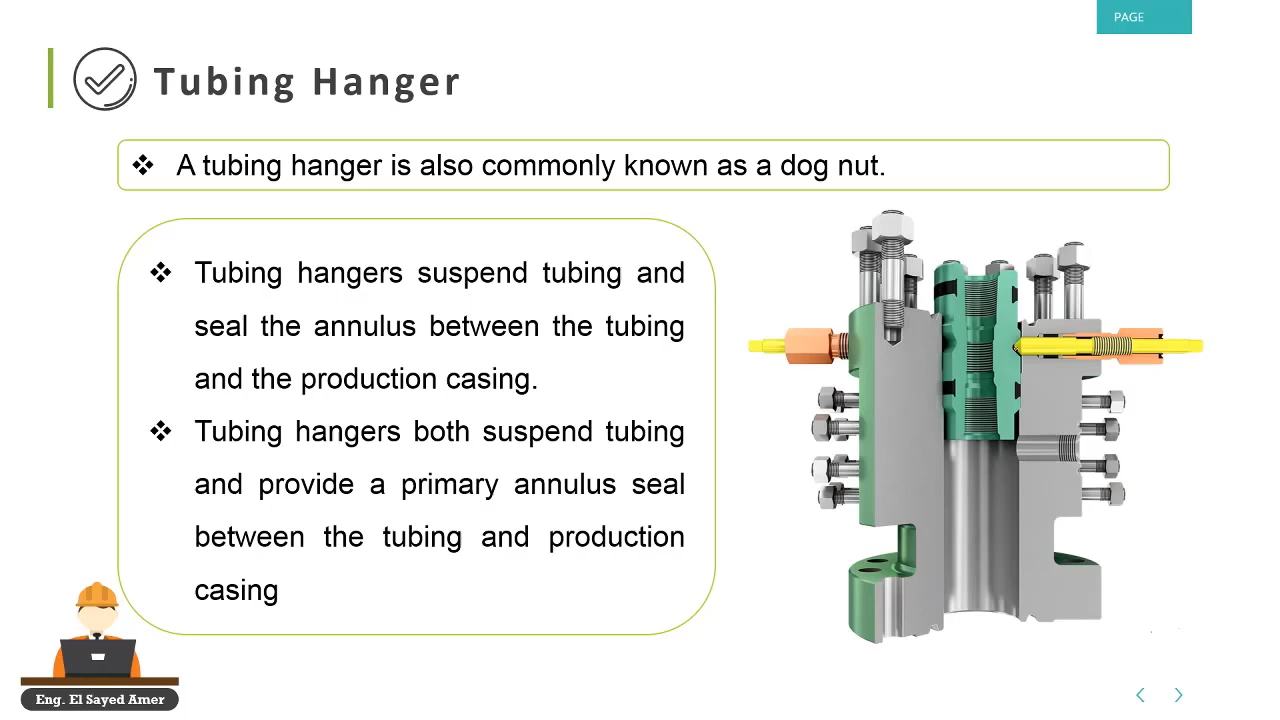 PAGE
Tubing Hanger
❖ A tubing hanger is also commonly known as a dog nut.
❖ Tubing hangers suspend tubing and
seal the annulus between the tubing
and the production casing.
❖ Tubing hangers both suspend tubing
and provide a primary annulus seal
between the tubing and production
casing
Eng. El Sayed Amer